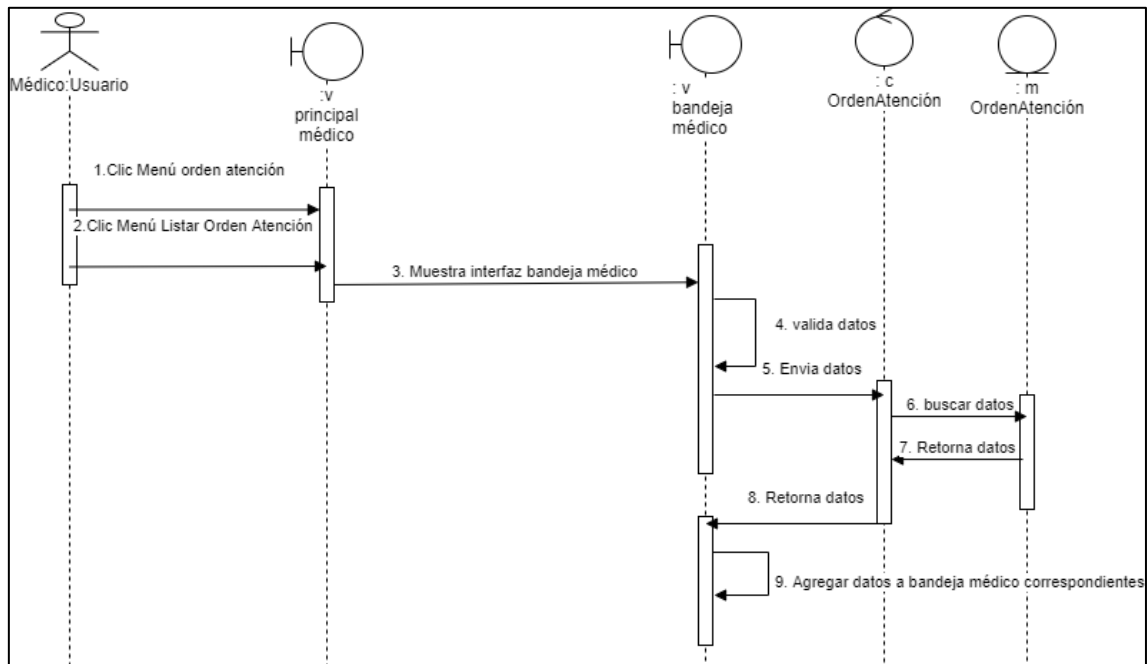 Médico:Usuario
:v
principal
médico
: v
bandeja
médico
: c
OrdenAtención
: m
OrdenAtención
1.Clic Menú orden atención
2.Clic Menú Listar Orden Atención
3. Muestra interfaz bandeja médico
4. valida datos
5. Envia datos
6. buscar datos
7. Retorna datos
8. Retorna datos
9. Agregar datos a bandeja médico correspondientes